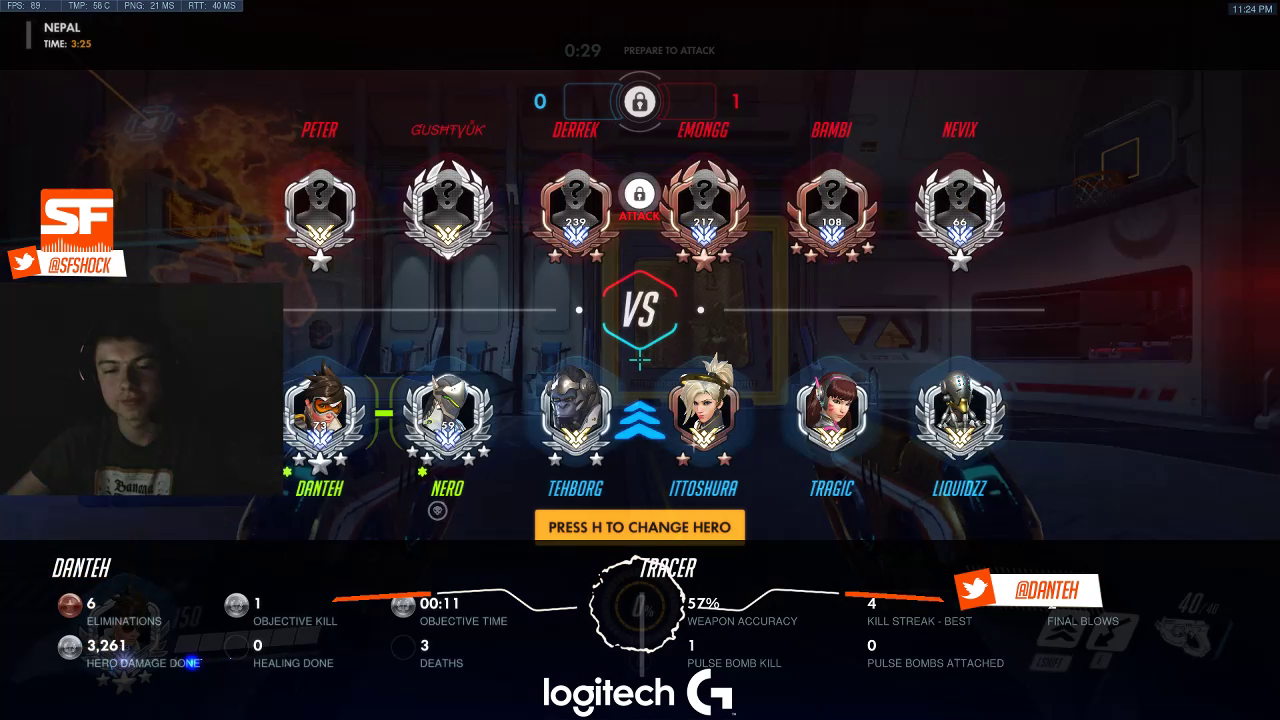 FPS: 89 . TMP: 58 C PNG: 21 MS RTT: 40 MS
11:24 PM
NEPAL
TIME: 3:25
0:29 PREPARE TO ATTACK
0 1
PETER GUSHTVŮK DERREK EMONGG BAMBI NEVIX
? ? ? ? ? ?
239 217 108 66
ATTACK
SF
@SFSHOCK
VS
73 59
DANTEH NERO TEHBORG ITTOSHURA TRAGIC LIQUIDZZ
PRESS H TO CHANGE HERO
DANTEH TRACER
@DANTEH
6 1 00:11 57% 4
ELIMINATIONS OBJECTIVE KILL OBJECTIVE TIME WEAPON ACCURACY KILL STREAK - BEST FINAL BLOWS
3,261 0 3 1 0
HERO DAMAGE DONE HEALING DONE DEATHS PULSE BOMB KILL PULSE BOMBS ATTACHED
0%
40/40
LSHIFT
logitech G